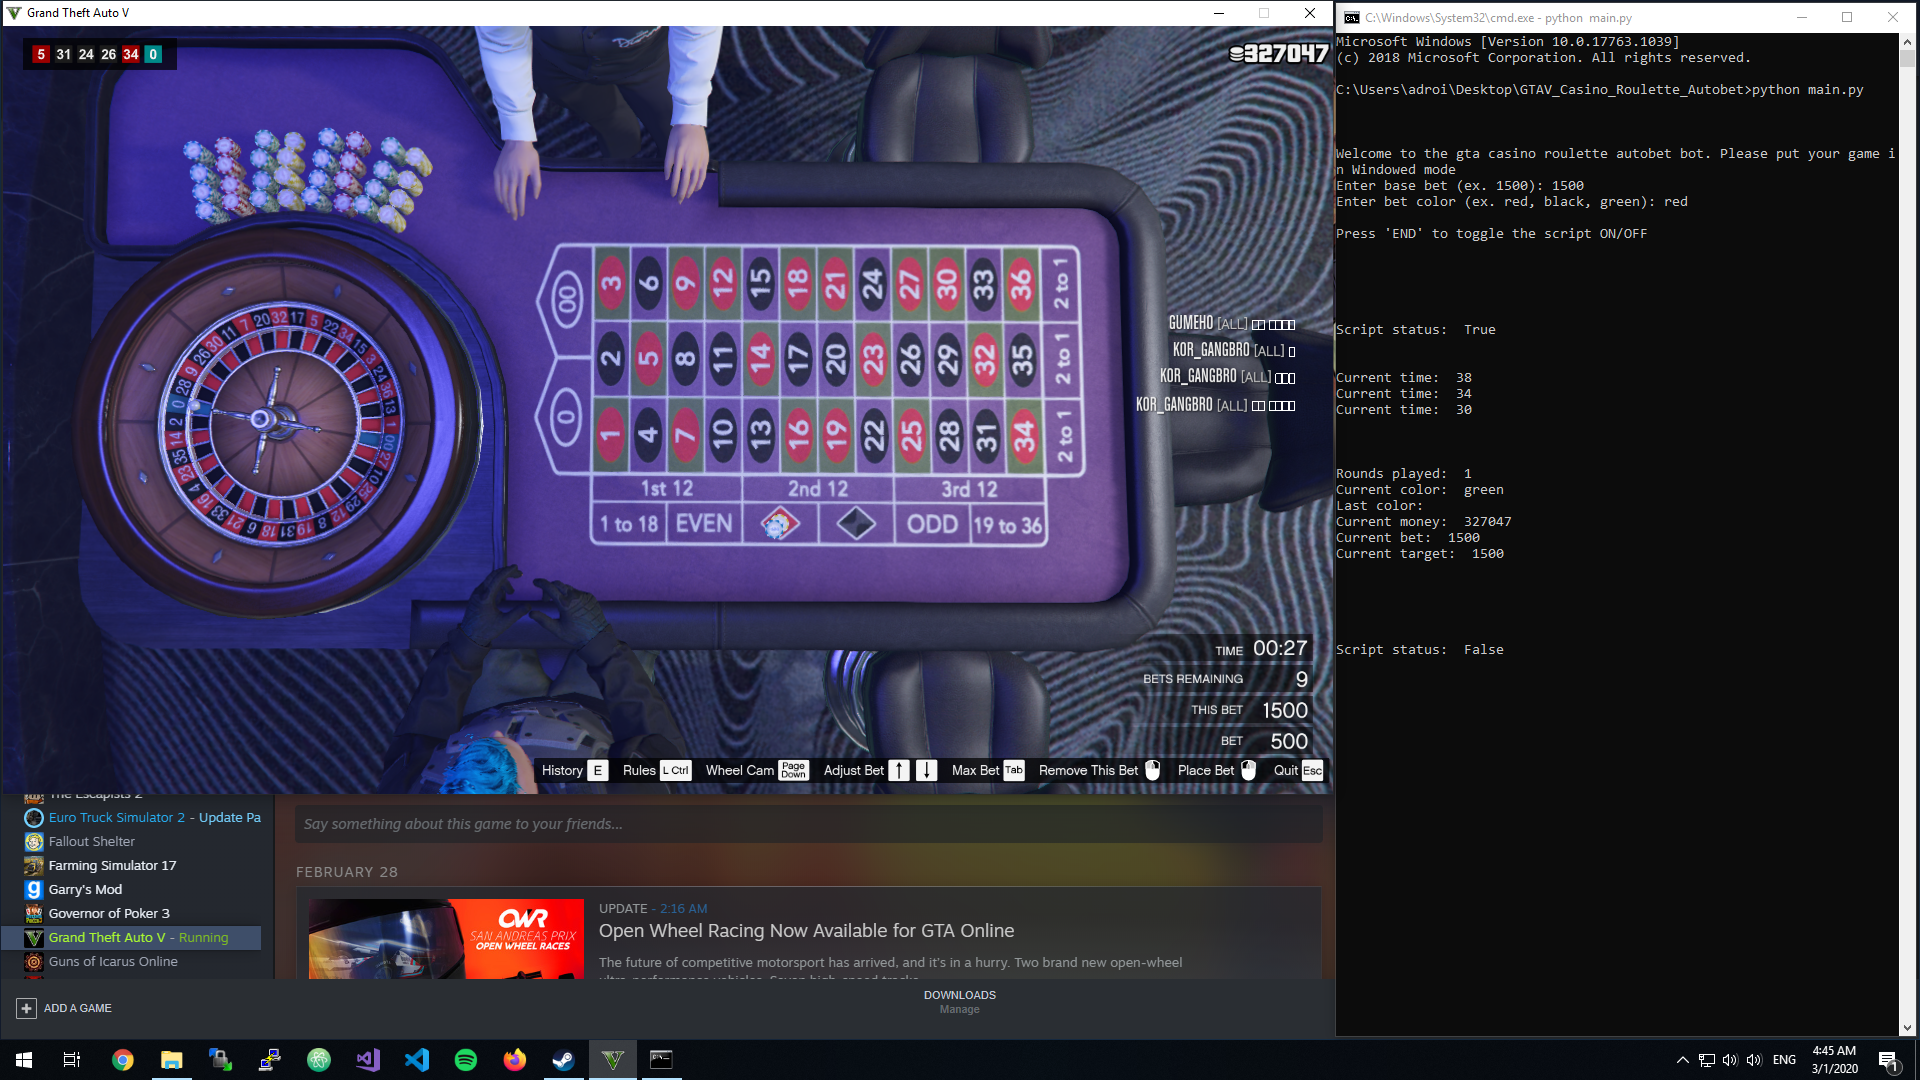 Grand Theft Auto V
5 31 24 26 34 0
327047
00 3 6 9 12 15 18 21 24 27 30 33 36 2 to 1
2 5 8 11 14 17 20 23 26 29 32 35 2 to 1
0 1 4 7 10 13 16 19 22 25 28 31 34 2 to 1
1st 12 2nd 12 3rd 12
1 to 18 EVEN ODD 19 to 36
GUMEHO [ALL]
KOR_GANGBRO [ALL]
KOR_GANGBRO [ALL]
KOR_GANGBRO [ALL]
TIME 00:27
BETS REMAINING 9
THIS BET 1500
BET 500
History E Rules L Ctrl Wheel Cam Page Down Adjust Bet ↑ ↓ Max Bet Tab Remove This Bet Place Bet Quit Esc
The Escapists 2
Euro Truck Simulator 2 - Update Pa
Fallout Shelter
Farming Simulator 17
Garry's Mod
Governor of Poker 3
Grand Theft Auto V - Running
Guns of Icarus Online
ADD A GAME
Say something about this game to your friends...
FEBRUARY 28
OWR
SAN ANDREAS PRIX
OPEN WHEEL RACES
UPDATE - 2:16 AM
Open Wheel Racing Now Available for GTA Online
The future of competitive motorsport has arrived, and it's in a hurry. Two brand new open-wheel
DOWNLOADS
Manage
C:\Windows\System32\cmd.exe - python main.py
Microsoft Windows [Version 10.0.17763.1039]
(c) 2018 Microsoft Corporation. All rights reserved.
C:\Users\adroi\Desktop\GTAV_Casino_Roulette_Autobet>python main.py
Welcome to the gta casino roulette autobet bot. Please put your game i
n Windowed mode
Enter base bet (ex. 1500): 1500
Enter bet color (ex. red, black, green): red
Press 'END' to toggle the script ON/OFF
Script status: True
Current time: 38
Current time: 34
Current time: 30
Rounds played: 1
Current color: green
Last color:
Current money: 327047
Current bet: 1500
Current target: 1500
Script status: False
ENG
4:45 AM
3/1/2020
1